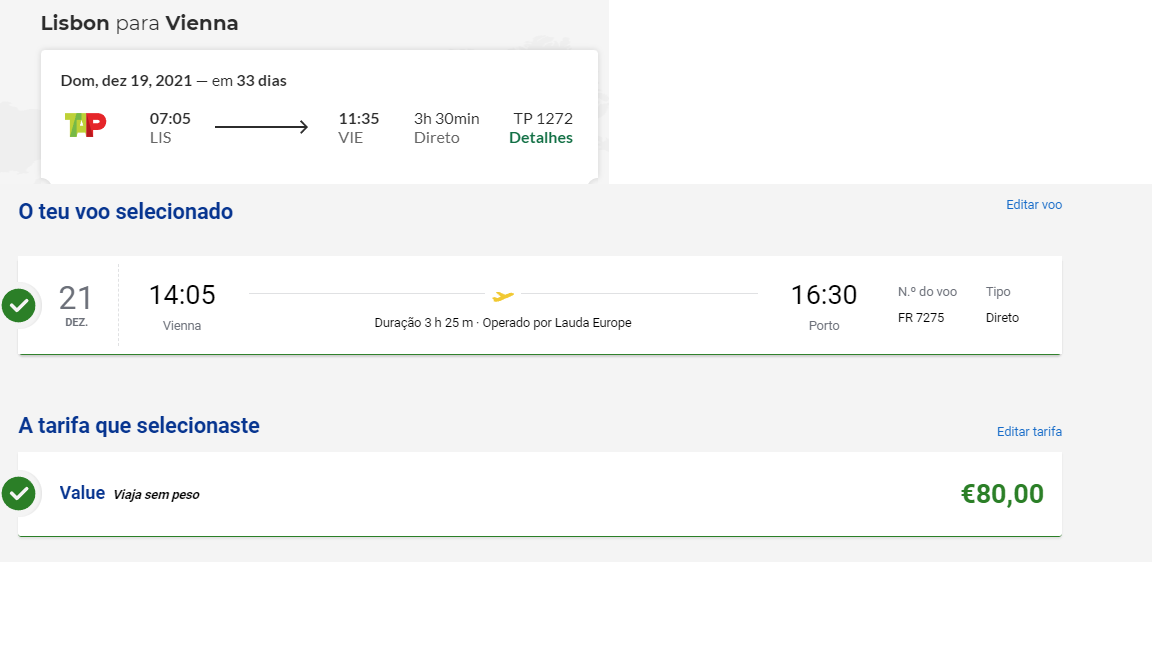 Lisbon para Vienna
Dom, dez 19, 2021 — em 33 dias
TAP 07:05 11:35 3h 30min TP 1272
LIS VIE Direto Detalhes
O teu voo selecionado Editar voo
21 14:05 16:30 N.º do voo Tipo
DEZ. Vienna Duração 3 h 25 m · Operado por Lauda Europe Porto FR 7275 Direto
A tarifa que selecionaste Editar tarifa
Value Viaja sem peso €80,00